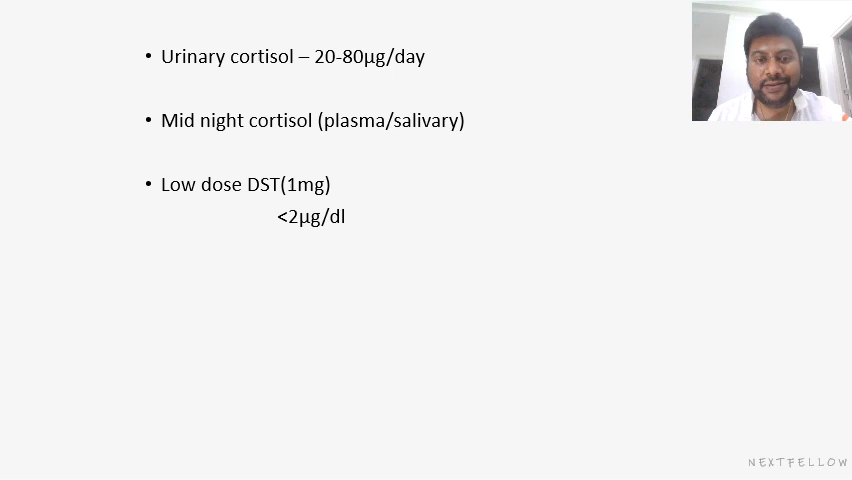 • Urinary cortisol – 20-80µg/day
• Mid night cortisol (plasma/salivary)
• Low dose DST(1mg)
<2µg/dl
NEXTFELLOW